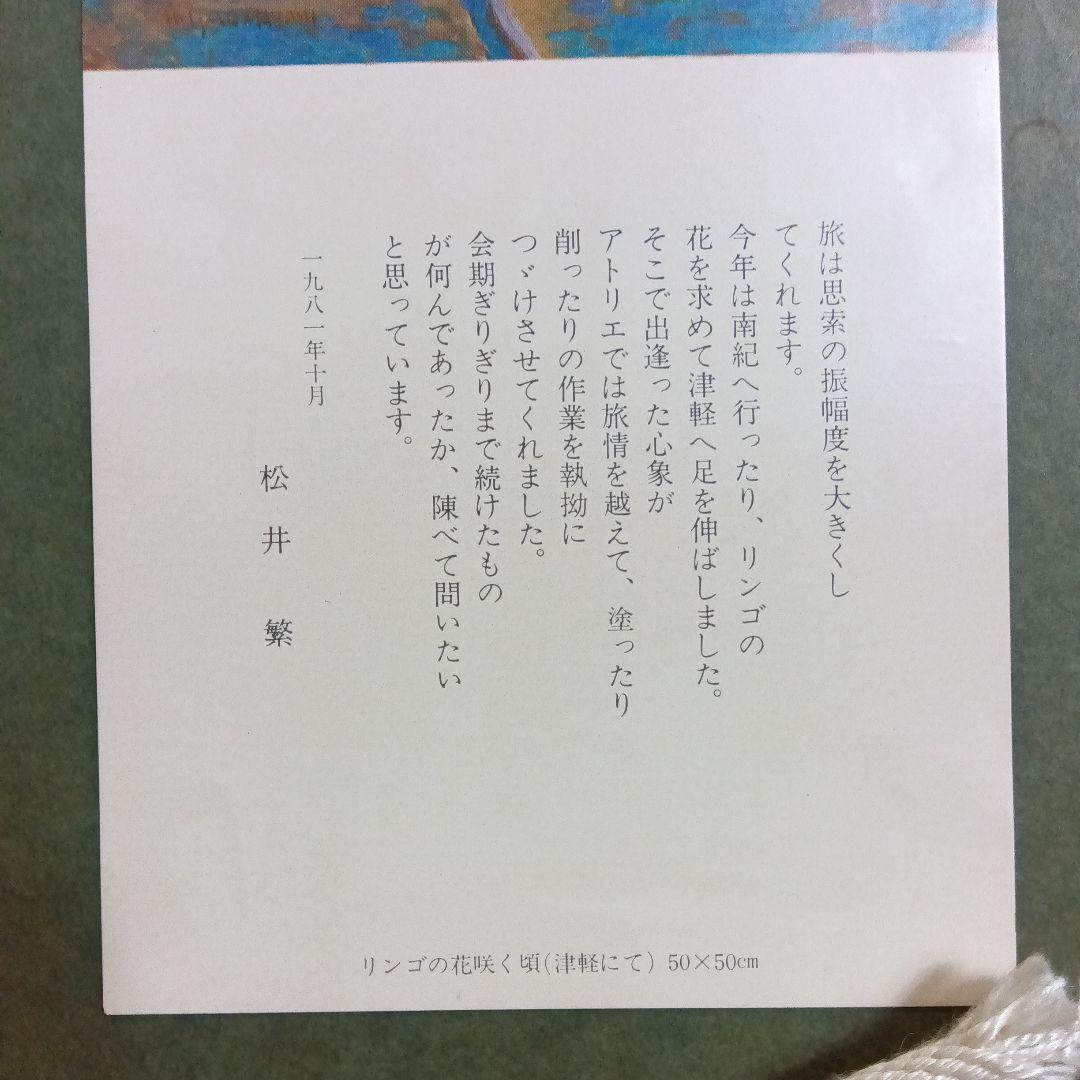 旅は思索の振幅度を大きくし
てくれます。
今年は南紀へ行ったり、リンゴの
花を求めて津軽へ足を伸ばしました。
そこで出逢った心象が
アトリエでは旅情を越えて、塗ったり
削ったりの作業を執拗に
つゞけさせてくれました。
会期ぎりぎりまで続けたもの
が何んであったか、陳べて問いたい
と思っています。
一九八一年十月
松井 繁
リンゴの花咲く頃(津軽にて) 50×50cm